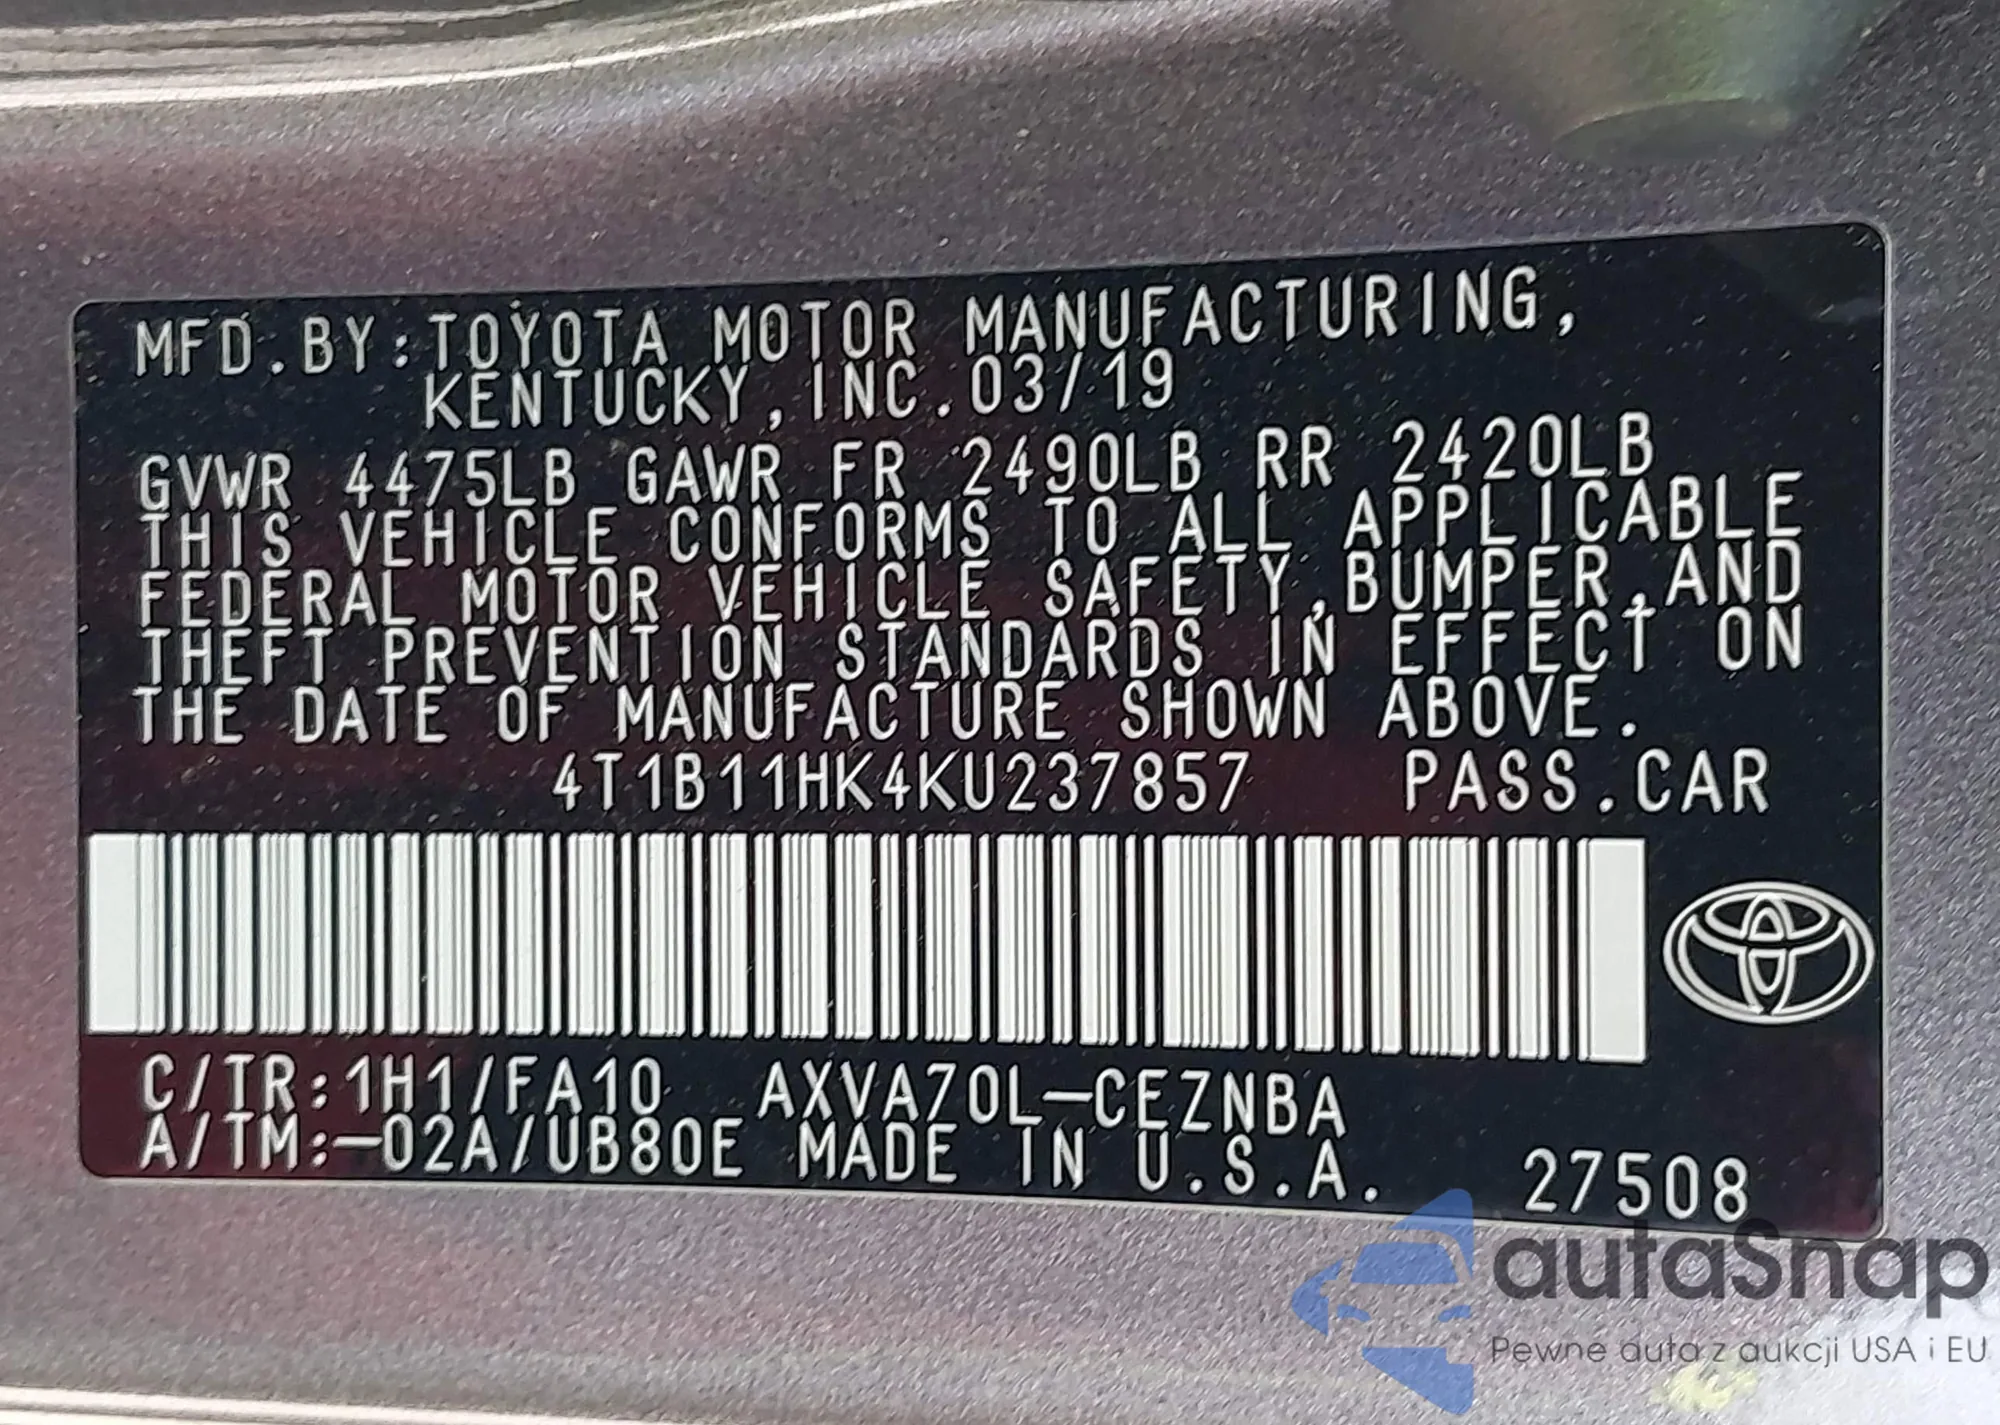 MFD.BY:TOYOTA MOTOR MANUFACTURING,
KENTUCKY,INC.03/19
GVWR 4475LB GAWR FR 2490LB RR 2420LB
THIS VEHICLE CONFORMS TO ALL APPLICABLE
FEDERAL MOTOR VEHICLE SAFETY,BUMPER,AND
THEFT PREVENTION STANDARDS IN EFFECT ON
THE DATE OF MANUFACTURE SHOWN ABOVE.
4T1B11HK4KU237857 PASS.CAR
C/TR:1H1/FA10 AXVA70L-CEZNBA
A/TM:-02A/UB80E MADE IN U.S.A. 27508
autaSnap
Pewne auta z aukcji USA i EU